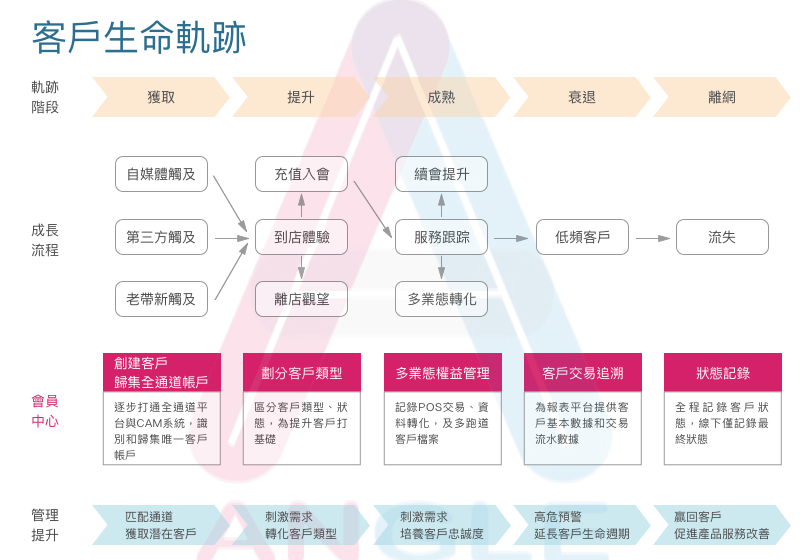 客戶生命軌跡
軌跡
階段
獲取
提升
成熟
衰退
離網
成長
流程
自媒體觸及
充值入會
續會提升
第三方觸及
到店體驗
服務跟踪
低頻客戶
流失
老帶新觸及
離店觀望
多業態轉化
會員
中心
創建客戶
歸集全通道帳戶
逐步打通全通道平
台與CAM系統，識
別和歸集唯一客戶
帳戶
劃分客戶類型
區分客戶類型、狀
態，為提升客戶打
基礎
多業態權益管理
記錄POS交易、資
料轉化，及多跑道
客戶檔案
客戶交易追溯
為報表平台提供客
戶基本數據和交易
流水數據
狀態記錄
全程記錄客戶狀
態，線下僅記錄最
終狀態
管理
提升
匹配通道
獲取潛在客戶
刺激需求
轉化客戶類型
刺激需求
培養客戶忠誠度
高危預警
延長客戶生命週期
贏回客戶
促進產品服務改善
ANGLE